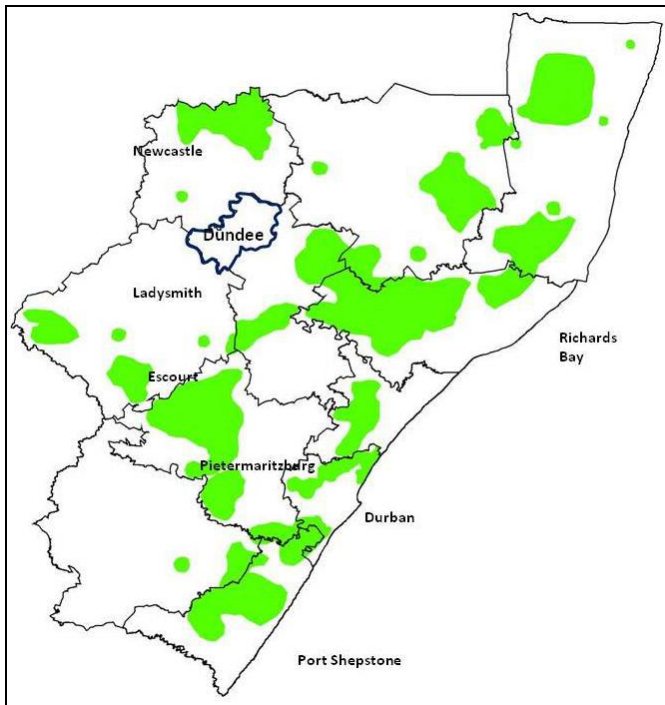 Newcastle
Dundee
Ladysmith
Richards
Bay
Escourt
Pietermaritzburg
Durban
Port Shepstone